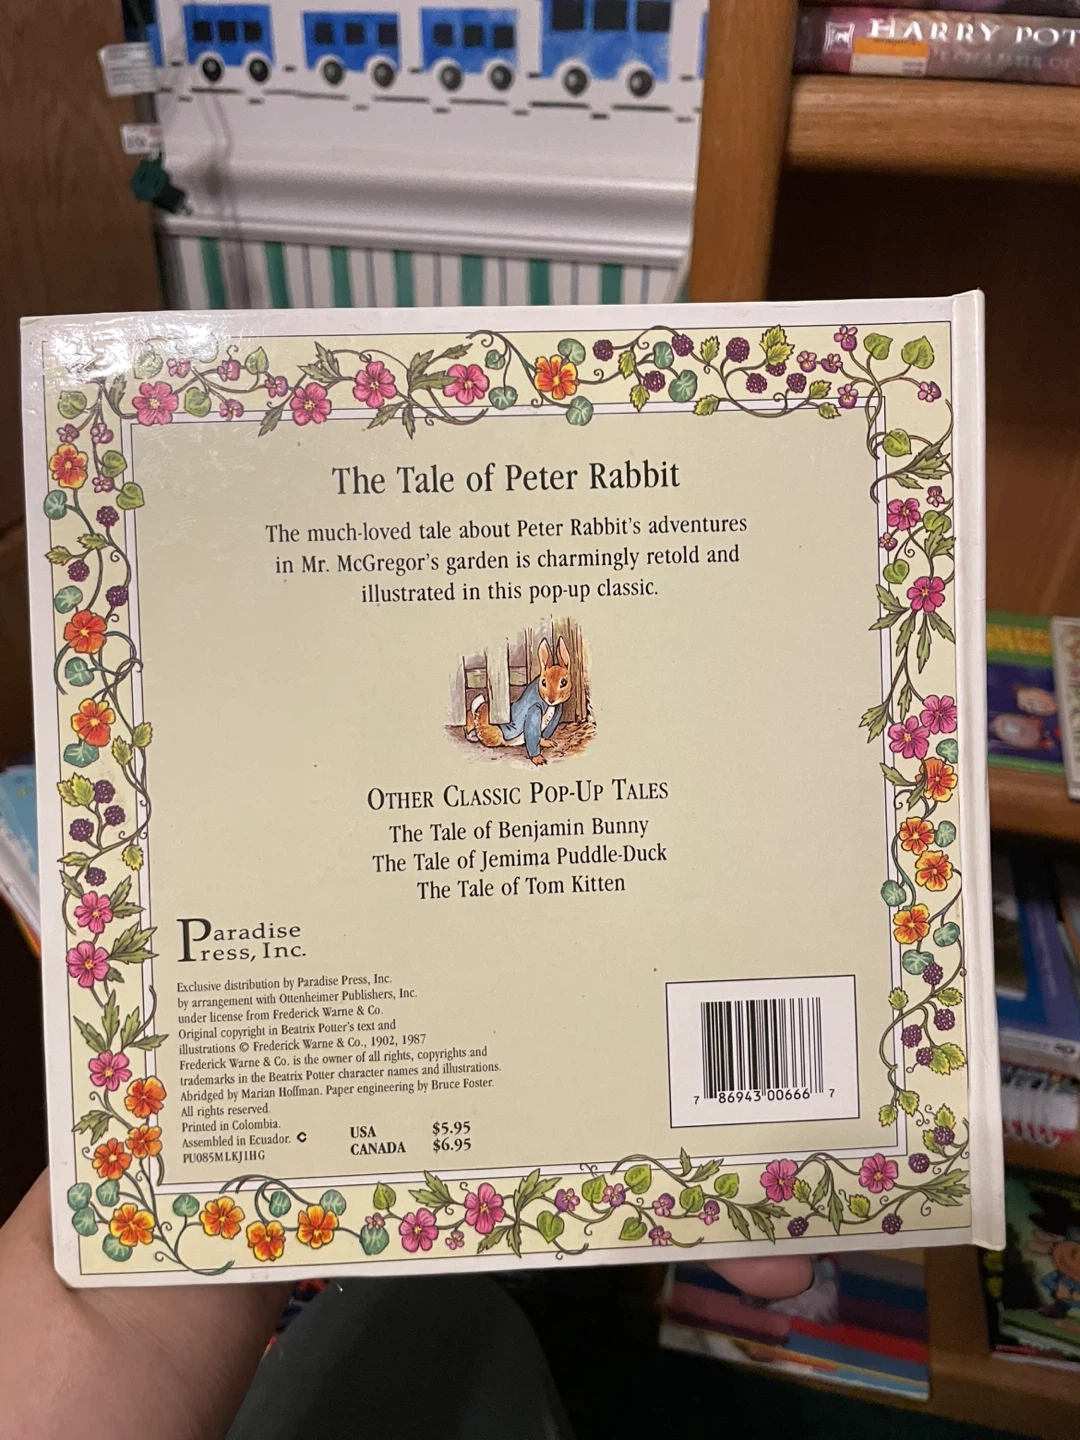 HARRY POT
The Tale of Peter Rabbit
The much-loved tale about Peter Rabbit's adventures
in Mr. McGregor's garden is charmingly retold and
illustrated in this pop-up classic.
OTHER CLASSIC POP-UP TALES
The Tale of Benjamin Bunny
The Tale of Jemima Puddle-Duck
The Tale of Tom Kitten
Paradise
Press, Inc.
Exclusive distribution by Paradise Press, Inc.
by arrangement with Ottenheimer Publishers, Inc.
under license from Frederick Warne & Co.
Original copyright in Beatrix Potter's text and
illustrations © Frederick Warne & Co., 1902, 1987
Frederick Warne & Co. is the owner of all rights, copyrights and
trademarks in the Beatrix Potter character names and illustrations.
Abridged by Marian Hoffman. Paper engineering by Bruce Foster.
All rights reserved.
Printed in Colombia.
Assembled in Ecuador. C
PU085MLKJIHG
USA $5.95
CANADA $6.95
7 86943 00666 7